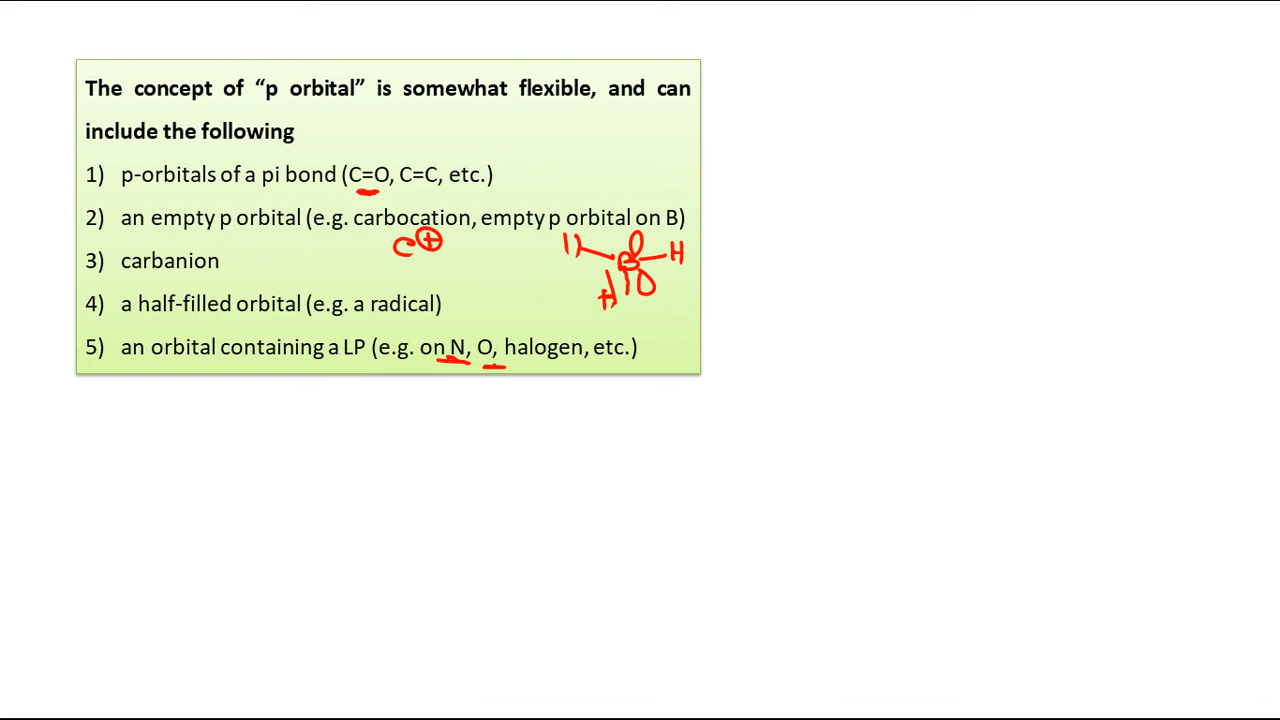 The concept of “p orbital” is somewhat flexible, and can
include the following
1) p-orbitals of a pi bond (C=O, C=C, etc.)
2) an empty p orbital (e.g. carbocation, empty p orbital on B)
C⊕
H B H
3) carbanion
H
4) a half-filled orbital (e.g. a radical)
5) an orbital containing a LP (e.g. on N, O, halogen, etc.)